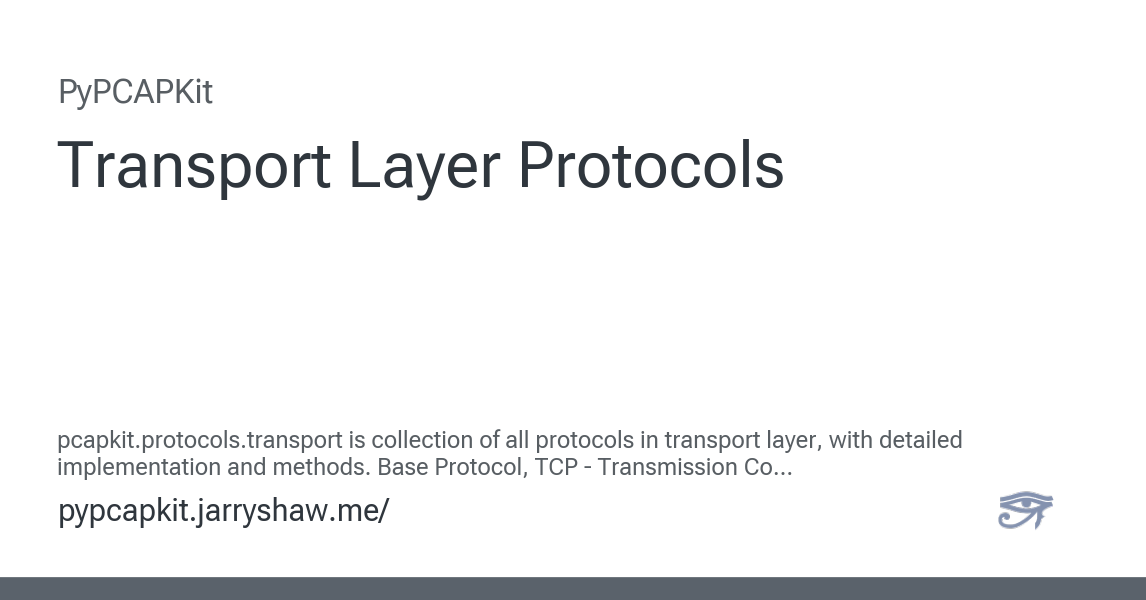 PyPCAPKit
Transport Layer Protocols
pcapkit.protocols.transport is collection of all protocols in transport layer, with detailed
implementation and methods. Base Protocol, TCP - Transmission Co...
pypcapkit.jarryshaw.me/